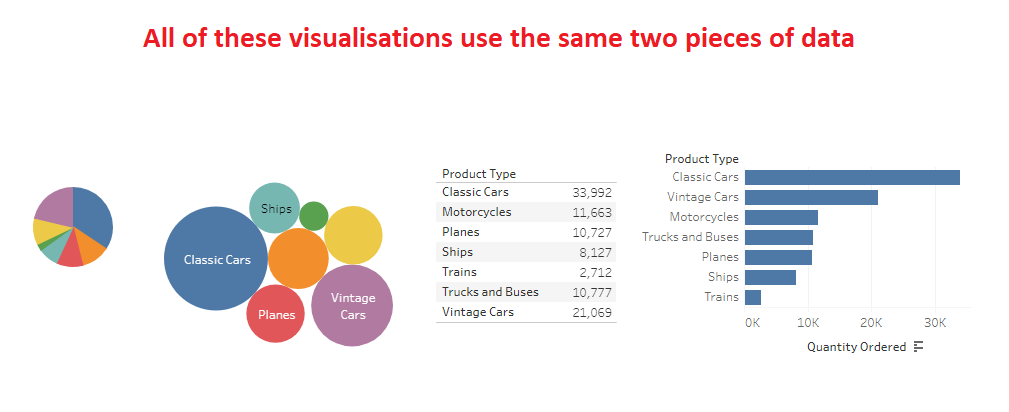 All of these visualisations use the same two pieces of data
Ships
Classic Cars
Planes
Vintage
Cars
Product Type
Classic Cars 33,992
Motorcycles 11,663
Planes 10,727
Ships 8,127
Trains 2,712
Trucks and Buses 10,777
Vintage Cars 21,069
Product Type
Classic Cars
Vintage Cars
Motorcycles
Trucks and Buses
Planes
Ships
Trains
0K 10K 20K 30K
Quantity Ordered